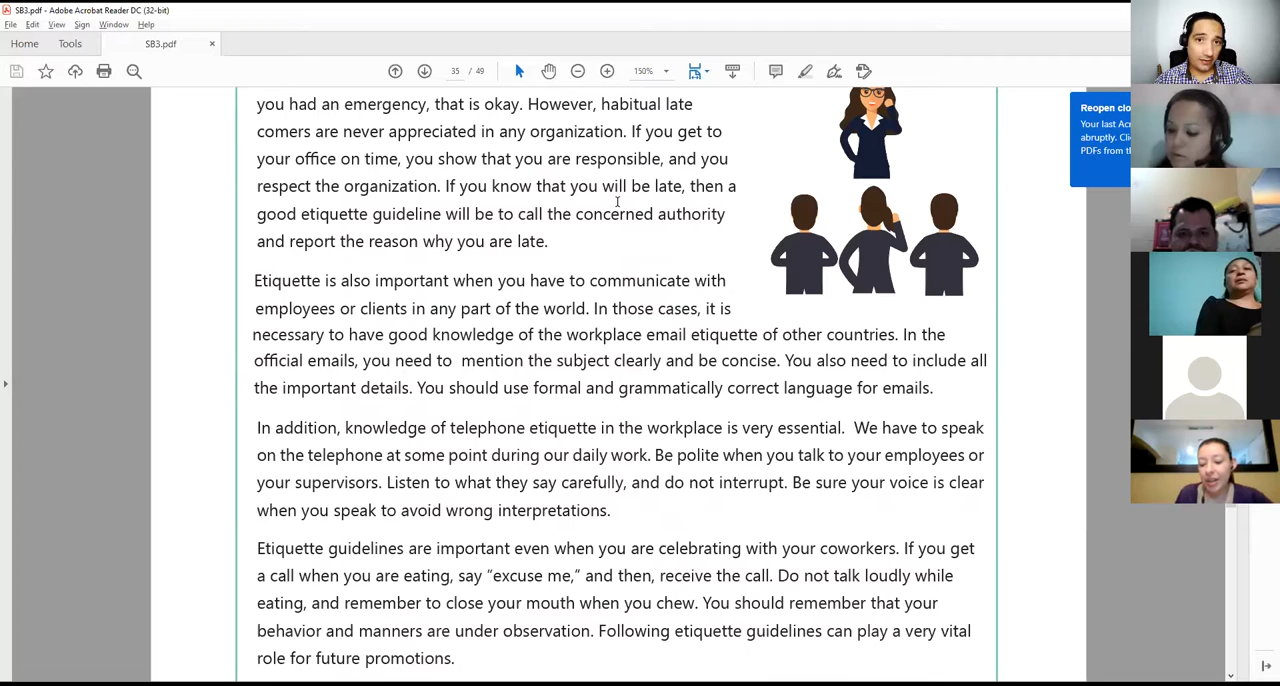 SB3.pdf - Adobe Acrobat Reader DC (32-bit)
File Edit View Sign Window Help
Home Tools SB3.pdf ×
35 / 49 150%
you had an emergency, that is okay. However, habitual late
comers are never appreciated in any organization. If you get to
your office on time, you show that you are responsible, and you
respect the organization. If you know that you will be late, then a
good etiquette guideline will be to call the concerned authority
and report the reason why you are late.
Etiquette is also important when you have to communicate with
employees or clients in any part of the world. In those cases, it is
necessary to have good knowledge of the workplace email etiquette of other countries. In the
official emails, you need to mention the subject clearly and be concise. You also need to include all
the important details. You should use formal and grammatically correct language for emails.
In addition, knowledge of telephone etiquette in the workplace is very essential. We have to speak
on the telephone at some point during our daily work. Be polite when you talk to your employees or
your supervisors. Listen to what they say carefully, and do not interrupt. Be sure your voice is clear
when you speak to avoid wrong interpretations.
Etiquette guidelines are important even when you are celebrating with your coworkers. If you get
a call when you are eating, say “excuse me,” and then, receive the call. Do not talk loudly while
eating, and remember to close your mouth when you chew. You should remember that your
behavior and manners are under observation. Following etiquette guidelines can play a very vital
role for future promotions.
Reopen clo
Your last Acr
abruptly. Cli
PDFs from th